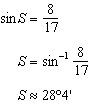 sin S = 8/17
S = sin⁻¹ 8/17
S ≈ 28°4'